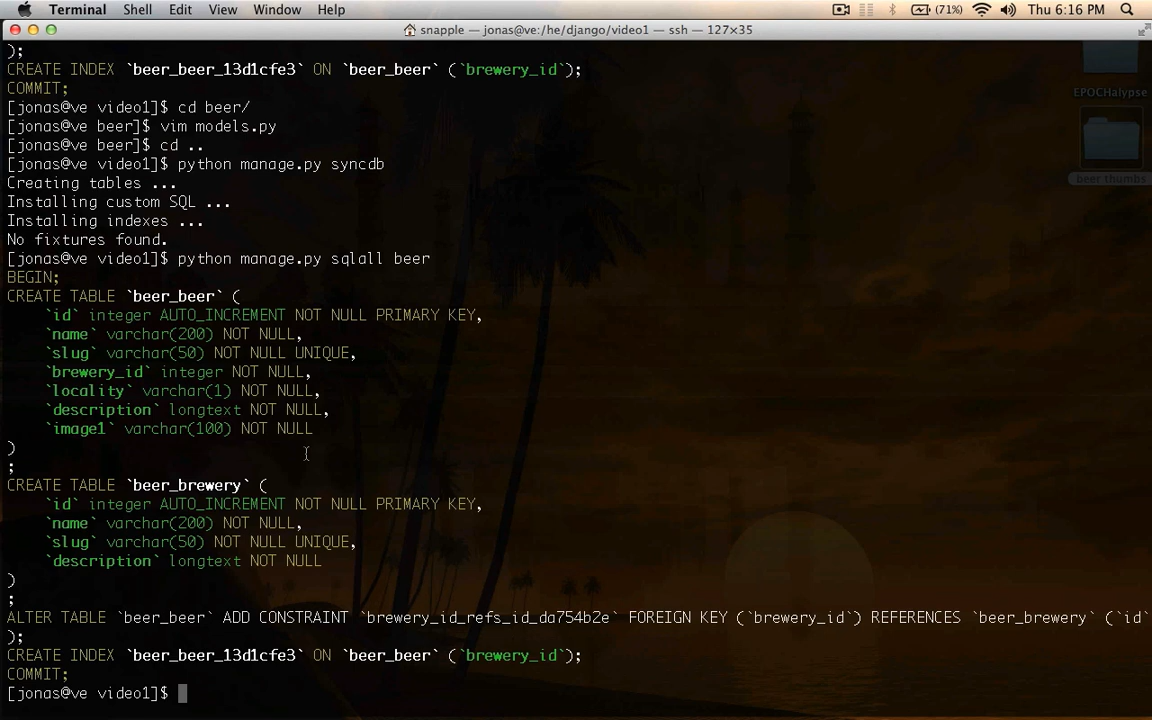 Terminal Shell Edit View Window Help (71%) Thu 6:16 PM
snapple — jonas@ve:/he/django/video1 — ssh — 127×35
);
CREATE INDEX `beer_beer_13d1cfe3` ON `beer_beer` (`brewery_id`);
COMMIT;
[jonas@ve video1]$ cd beer/
[jonas@ve beer]$ vim models.py
[jonas@ve beer]$ cd ..
[jonas@ve video1]$ python manage.py syncdb
Creating tables ...
Installing custom SQL ...
Installing indexes ...
No fixtures found.
[jonas@ve video1]$ python manage.py sqlall beer
BEGIN;
CREATE TABLE `beer_beer` (
`id` integer AUTO_INCREMENT NOT NULL PRIMARY KEY,
`name` varchar(200) NOT NULL,
`slug` varchar(50) NOT NULL UNIQUE,
`brewery_id` integer NOT NULL,
`locality` varchar(1) NOT NULL,
`description` longtext NOT NULL,
`image1` varchar(100) NOT NULL
)
;
CREATE TABLE `beer_brewery` (
`id` integer AUTO_INCREMENT NOT NULL PRIMARY KEY,
`name` varchar(200) NOT NULL,
`slug` varchar(50) NOT NULL UNIQUE,
`description` longtext NOT NULL
)
;
ALTER TABLE `beer_beer` ADD CONSTRAINT `brewery_id_refs_id_da754b2e` FOREIGN KEY (`brewery_id`) REFERENCES `beer_brewery` (`id`
);
CREATE INDEX `beer_beer_13d1cfe3` ON `beer_beer` (`brewery_id`);
COMMIT;
[jonas@ve video1]$
EPOCHalypse
beer thumbs